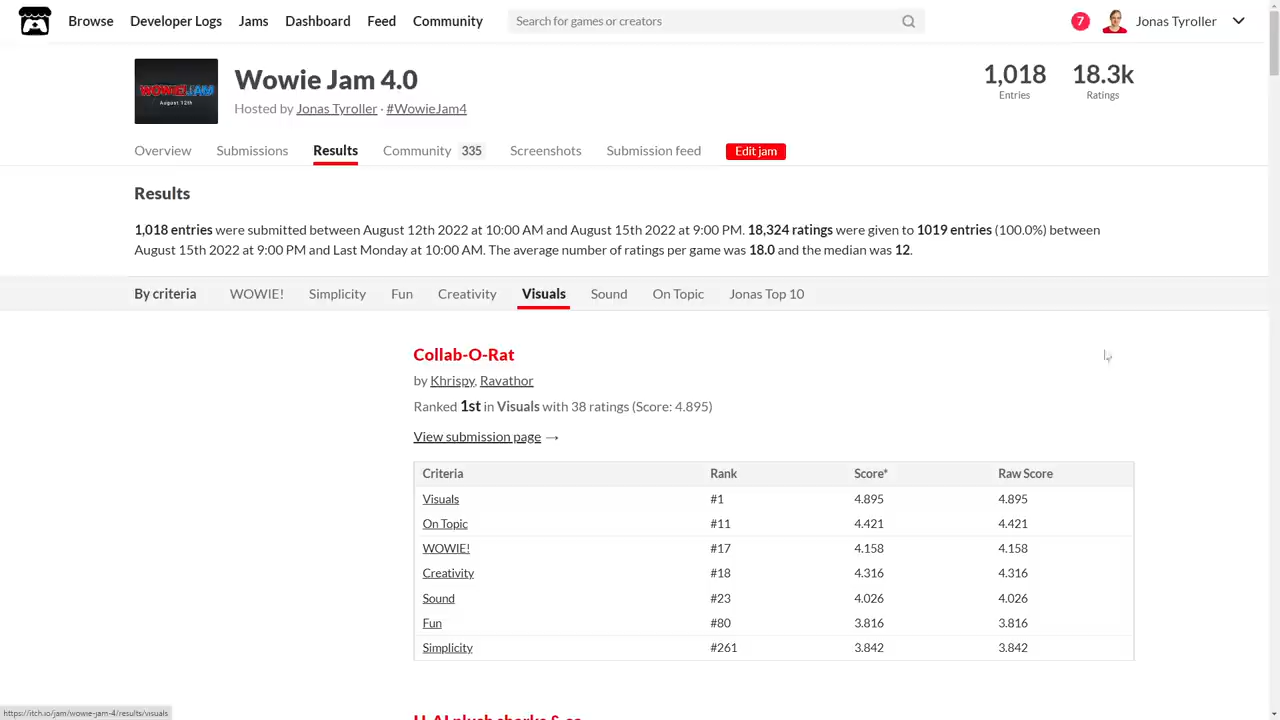 Browse Developer Logs Jams Dashboard Feed Community Search for games or creators 7 Jonas Tyroller
WOWIE JAM
August 12th
Wowie Jam 4.0
Hosted by Jonas Tyroller · #WowieJam4
1,018 18.3k
Entries Ratings
Overview Submissions Results Community 335 Screenshots Submission feed Edit jam
Results
1,018 entries were submitted between August 12th 2022 at 10:00 AM and August 15th 2022 at 9:00 PM. 18,324 ratings were given to 1019 entries (100.0%) between
August 15th 2022 at 9:00 PM and Last Monday at 10:00 AM. The average number of ratings per game was 18.0 and the median was 12.
By criteria WOWIE! Simplicity Fun Creativity Visuals Sound On Topic Jonas Top 10
Collab-O-Rat
by Khrispy, Ravathor
Ranked 1st in Visuals with 38 ratings (Score: 4.895)
View submission page →
Criteria Rank Score* Raw Score
Visuals #1 4.895 4.895
On Topic #11 4.421 4.421
WOWIE! #17 4.158 4.158
Creativity #18 4.316 4.316
Sound #23 4.026 4.026
Fun #80 3.816 3.816
Simplicity #261 3.842 3.842
https://itch.io/jam/wowie-jam-4/results/visuals